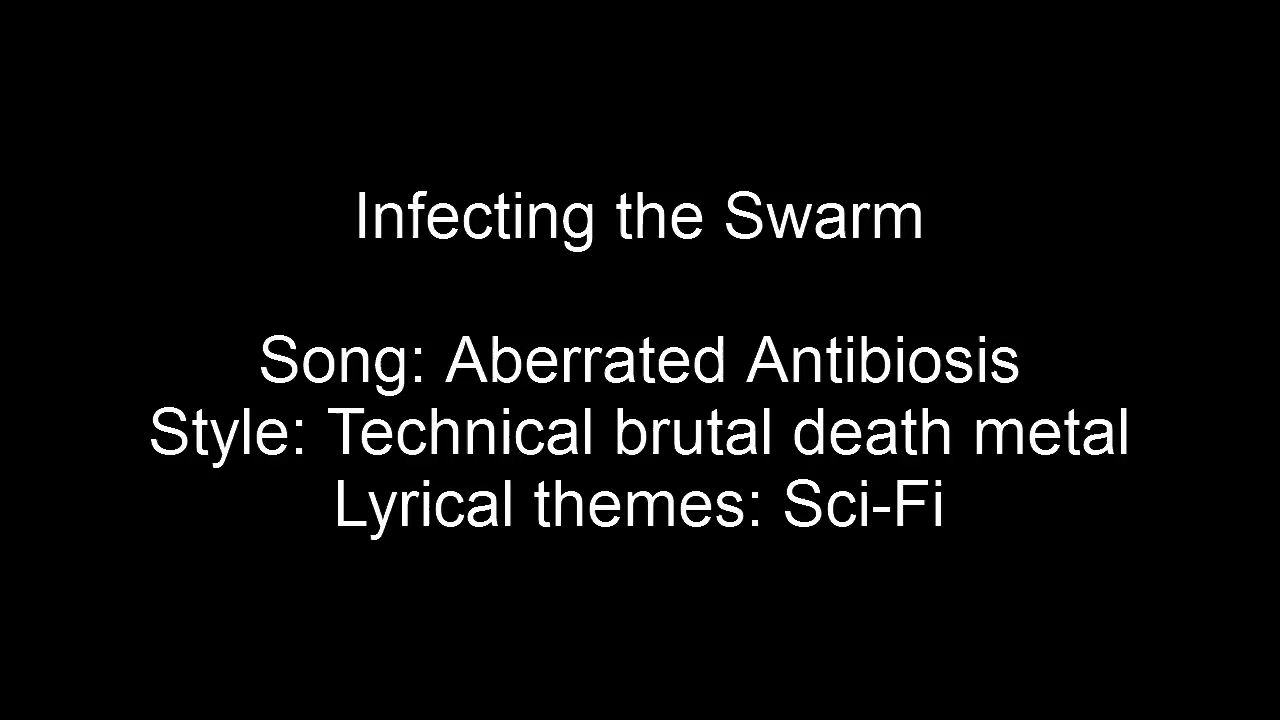 Infecting the Swarm
Song: Aberrated Antibiosis
Style: Technical brutal death metal
Lyrical themes: Sci-Fi